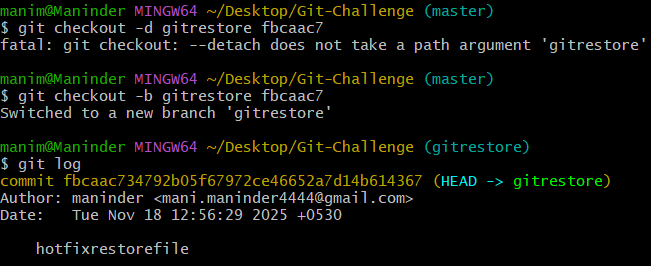 manim@Maninder MINGW64 ~/Desktop/Git-Challenge (master)
$ git checkout -d gitrestore fbcaac7
fatal: git checkout: --detach does not take a path argument 'gitrestore'
manim@Maninder MINGW64 ~/Desktop/Git-Challenge (master)
$ git checkout -b gitrestore fbcaac7
Switched to a new branch 'gitrestore'
manim@Maninder MINGW64 ~/Desktop/Git-Challenge (gitrestore)
$ git log
commit fbcaac734792b05f67972ce46652a7d14b614367 (HEAD -> gitrestore)
Author: maninder <mani.maninder4444@gmail.com>
Date:   Tue Nov 18 12:56:29 2025 +0530
    hotfixrestorefile